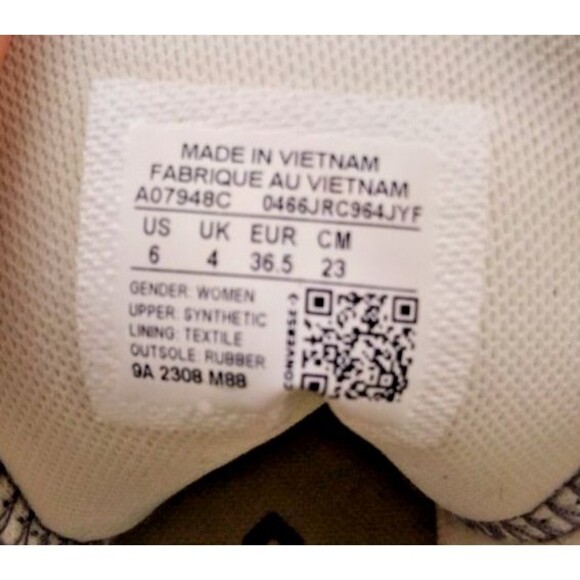 MADE IN VIETNAM
FABRIQUE AU VIETNAM
A07948C 0466JRC964JYF
US UK EUR CM
6 4 36.5 23
GENDER: WOMEN
UPPER: SYNTHETIC
LINING: TEXTILE
OUTSOLE: RUBBER
9A 2308 M88
CONVERSE